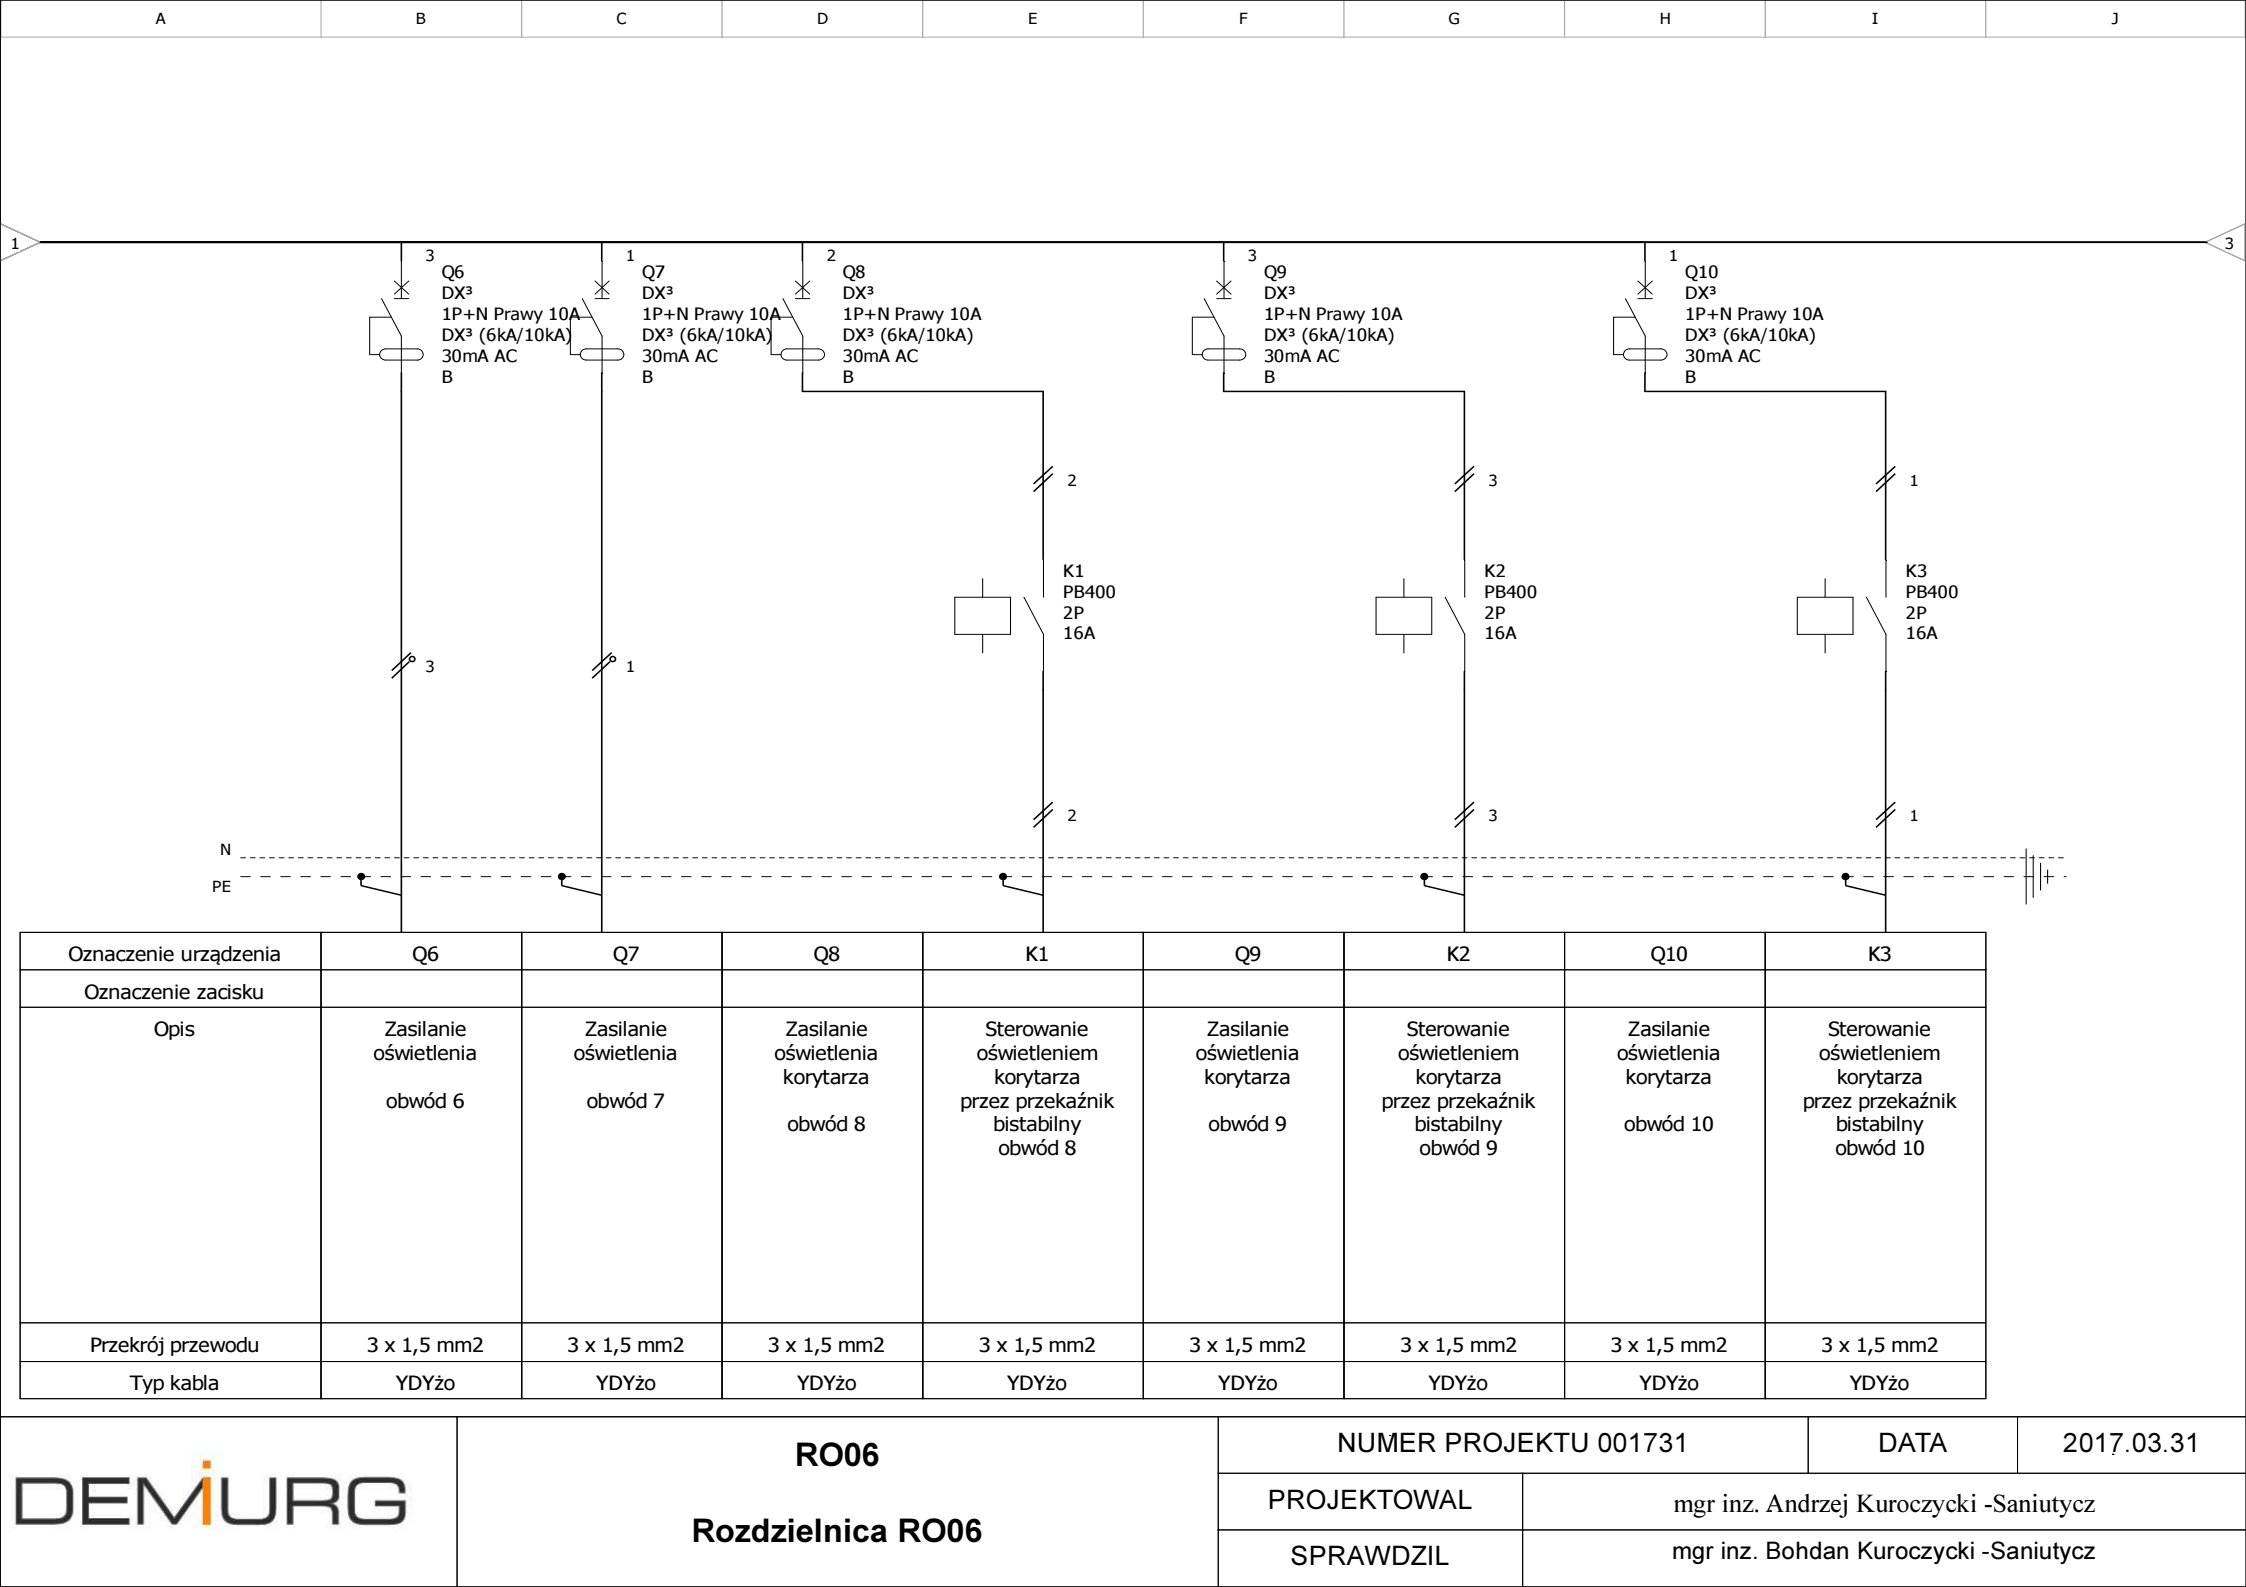 A B C D E F G H I J
1 3
3 1 2 3 1
Q6
DX³
1P+N Prawy 10A
DX³ (6kA/10kA)
30mA AC
B
Q7
DX³
1P+N Prawy 10A
DX³ (6kA/10kA)
30mA AC
B
Q8
DX³
1P+N Prawy 10A
DX³ (6kA/10kA)
30mA AC
B
Q9
DX³
1P+N Prawy 10A
DX³ (6kA/10kA)
30mA AC
B
Q10
DX³
1P+N Prawy 10A
DX³ (6kA/10kA)
30mA AC
B
2 3 1
K1
PB400
2P
16A
K2
PB400
2P
16A
K3
PB400
2P
16A
3 1
2 3 1
N
PE
Oznaczenie urządzenia Q6 Q7 Q8 K1 Q9 K2 Q10 K3
Oznaczenie zacisku
Opis
Zasilanie
oświetlenia
obwód 6
Zasilanie
oświetlenia
obwód 7
Zasilanie
oświetlenia
korytarza
obwód 8
Sterowanie
oświetleniem
korytarza
przez przekaźnik
bistabilny
obwód 8
Zasilanie
oświetlenia
korytarza
obwód 9
Sterowanie
oświetleniem
korytarza
przez przekaźnik
bistabilny
obwód 9
Zasilanie
oświetlenia
korytarza
obwód 10
Sterowanie
oświetleniem
korytarza
przez przekaźnik
bistabilny
obwód 10
Przekrój przewodu 3 x 1,5 mm2 3 x 1,5 mm2 3 x 1,5 mm2 3 x 1,5 mm2 3 x 1,5 mm2 3 x 1,5 mm2 3 x 1,5 mm2 3 x 1,5 mm2
Typ kabla YDYżo YDYżo YDYżo YDYżo YDYżo YDYżo YDYżo YDYżo
DEMiURG
RO06
Rozdzielnica RO06
NUMER PROJEKTU 001731 DATA 2017.03.31
PROJEKTOWAL mgr inz. Andrzej Kuroczycki -Saniutycz
SPRAWDZIL mgr inz. Bohdan Kuroczycki -Saniutycz